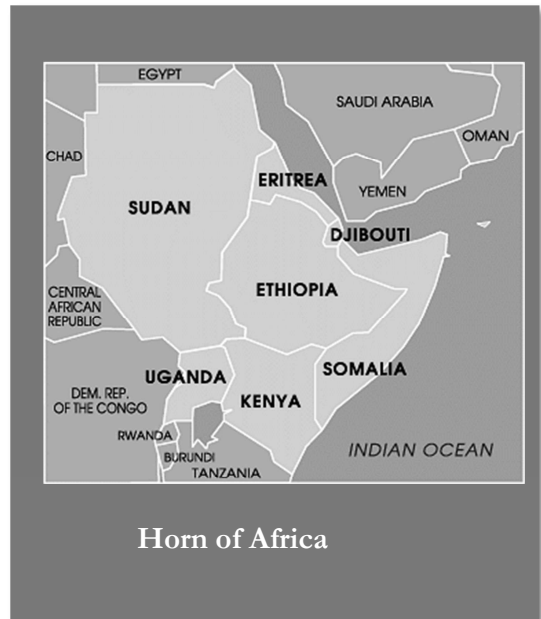 EGYPT
SAUDI ARABIA
OMAN
CHAD
ERITREA
YEMEN
SUDAN
DJIBOUTI
ETHIOPIA
CENTRAL
AFRICAN
REPUBLIC
SOMALIA
UGANDA
DEM. REP.
OF THE CONGO
KENYA
RWANDA
INDIAN OCEAN
BURUNDI
TANZANIA
Horn of Africa